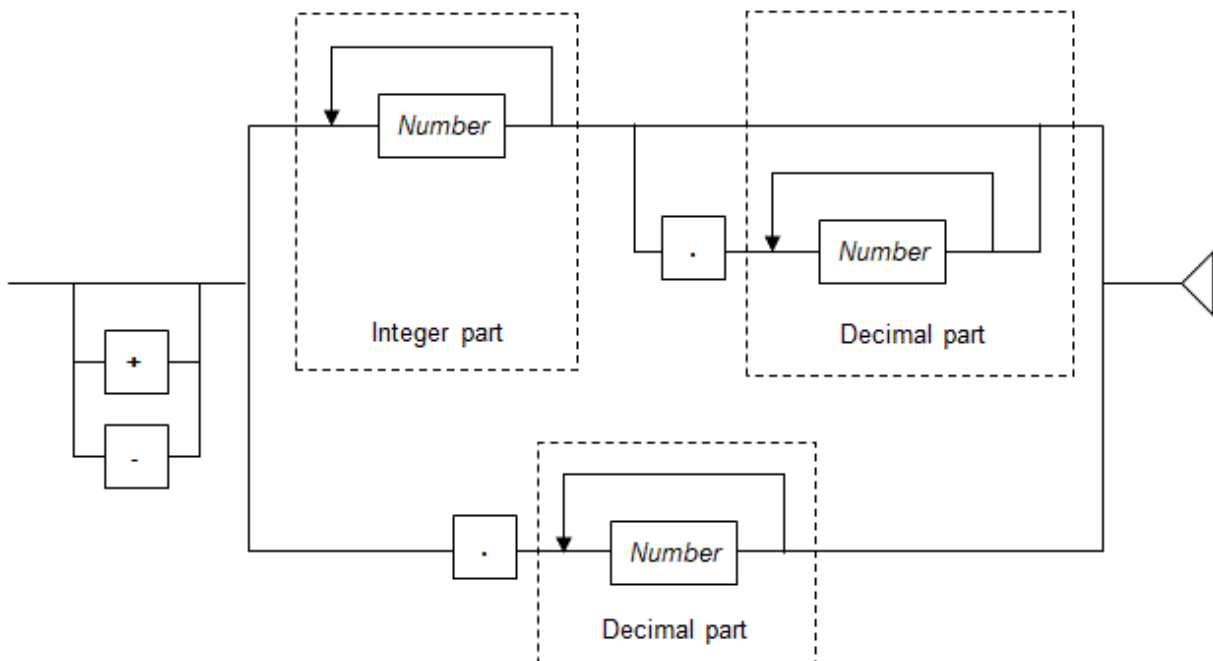 Number
.
Number
Integer part
Decimal part
+
-
.
Number
Decimal part